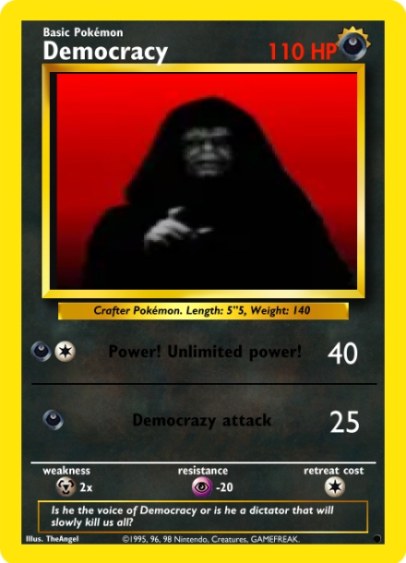 Basic Pokémon
Democracy 110 HP
Crafter Pokémon. Length: 5"5, Weight: 140
Power! Unlimited power! 40
Democrazy attack 25
weakness resistance retreat cost
2x -20
Is he the voice of Democracy or is he a dictator that will
slowly kill us all?
Illus. TheAngel ©1995, 96, 98 Nintendo, Creatures, GAMEFREAK.